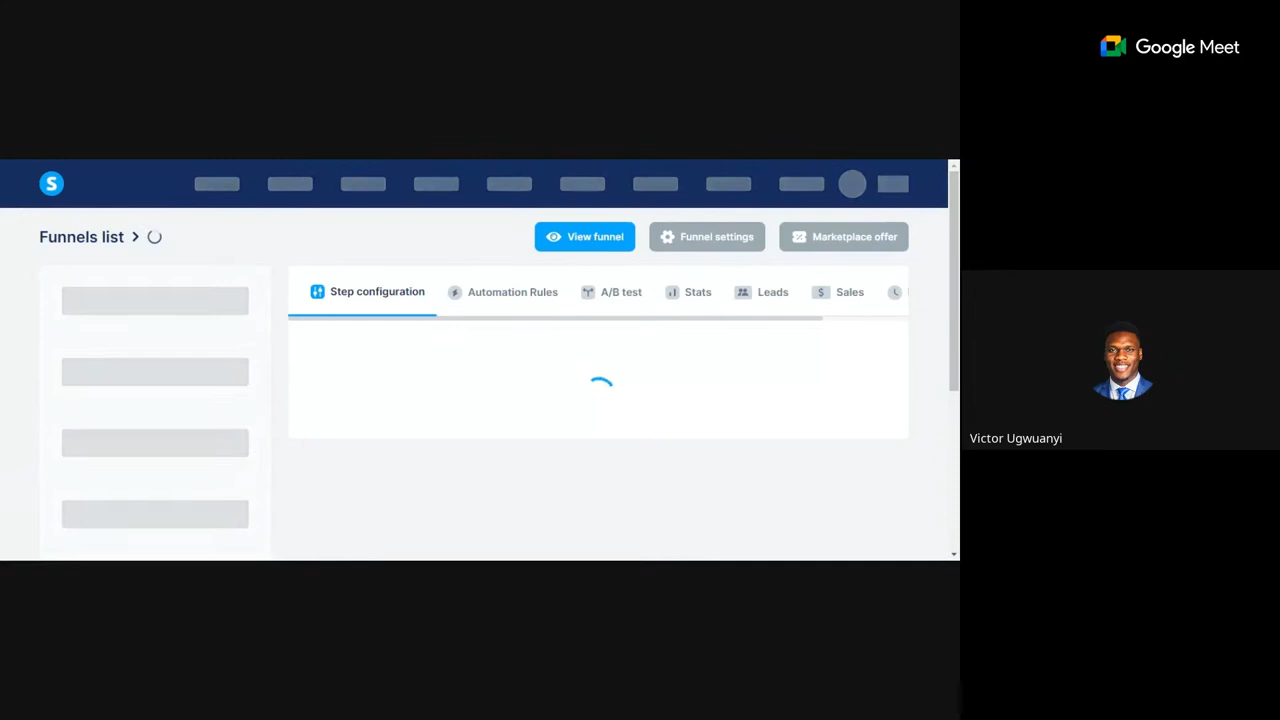 Google Meet
S
Funnels list >
View funnel
Funnel settings
Marketplace offer
Step configuration
Automation Rules
A/B test
Stats
Leads
$ Sales
Victor Ugwuanyi